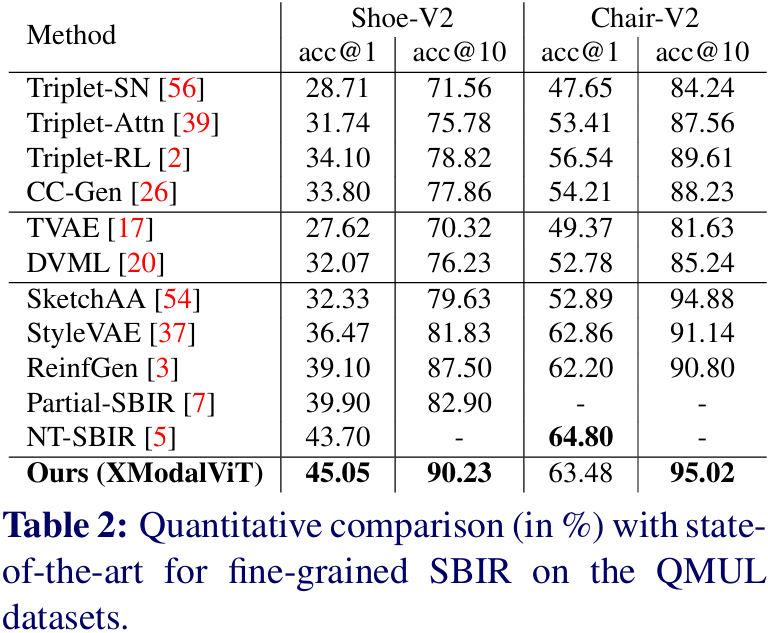 Method Shoe-V2 Chair-V2
acc@1 acc@10 acc@1 acc@10
Triplet-SN [56] 28.71 71.56 47.65 84.24
Triplet-Attn [39] 31.74 75.78 53.41 87.56
Triplet-RL [2] 34.10 78.82 56.54 89.61
CC-Gen [26] 33.80 77.86 54.21 88.23
TVAE [17] 27.62 70.32 49.37 81.63
DVML [20] 32.07 76.23 52.78 85.24
SketchAA [54] 32.33 79.63 52.89 94.88
StyleVAE [37] 36.47 81.83 62.86 91.14
ReinfGen [3] 39.10 87.50 62.20 90.80
Partial-SBIR [7] 39.90 82.90 - -
NT-SBIR [5] 43.70 - 64.80 -
Ours (XModalViT) 45.05 90.23 63.48 95.02
Table 2: Quantitative comparison (in %) with state-
of-the-art for fine-grained SBIR on the QMUL
datasets.